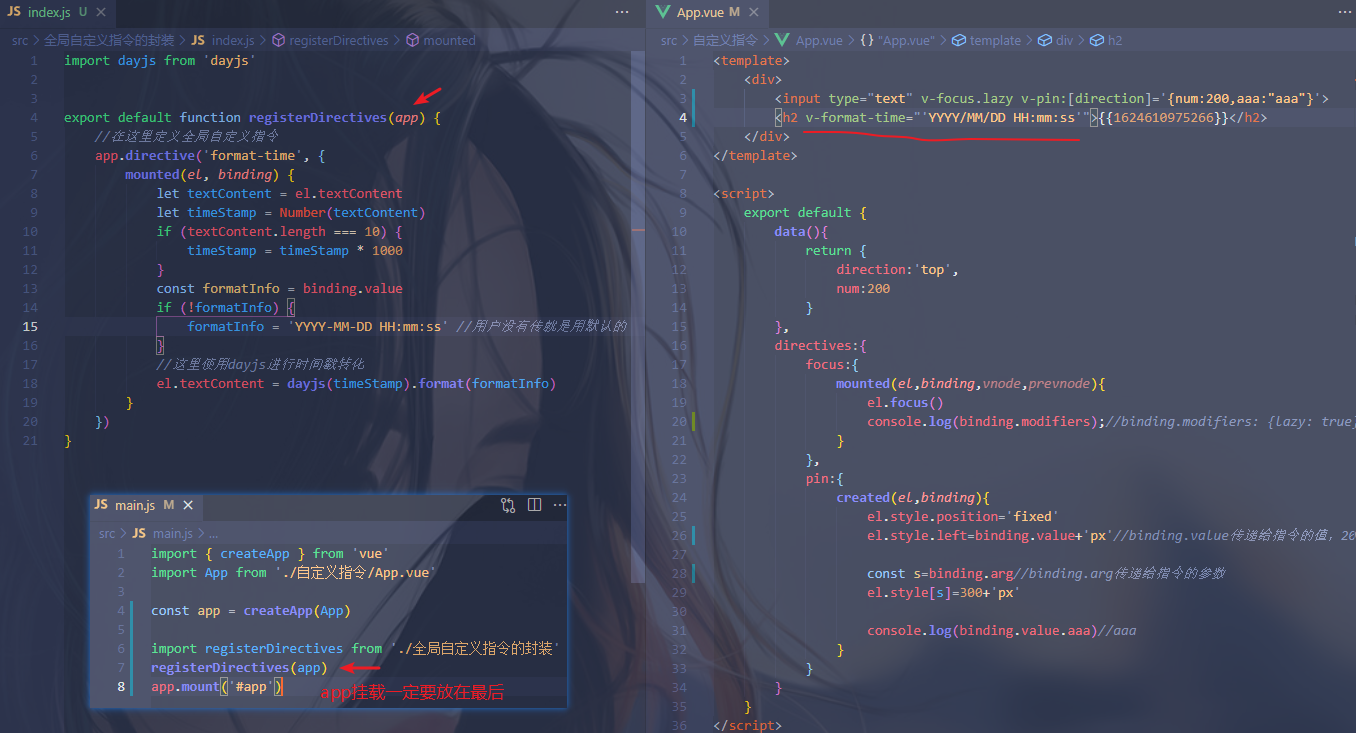 JS index.js U ×
src > 全局自定义指令的封装 > JS index.js > registerDirectives > mounted
1 import dayjs from 'dayjs'
2
3
4 export default function registerDirectives(app) {
5 //在这里定义全局自定义指令
6 app.directive('format-time', {
7 mounted(el, binding) {
8 let textContent = el.textContent
9 let timeStamp = Number(textContent)
10 if (textContent.length === 10) {
11 timeStamp = timeStamp * 1000
12 }
13 const formatInfo = binding.value
14 if (!formatInfo) {
15 formatInfo = 'YYYY-MM-DD HH:mm:ss' //用户没有传就是用默认的
16 }
17 //这里使用dayjs进行时间戳转化
18 el.textContent = dayjs(timeStamp).format(formatInfo)
19 }
20 })
21 }
JS main.js M ×
src > JS main.js > ...
1 import { createApp } from 'vue'
2 import App from './自定义指令/App.vue'
3
4 const app = createApp(App)
5
6 import registerDirectives from './全局自定义指令的封装'
7 registerDirectives(app)
8 app.mount('#app')
app挂载一定要放在最后
App.vue M ×
src > 自定义指令 > App.vue > {} "App.vue" > template > div > h2
1 <template>
2 <div>
3 <input type="text" v-focus.lazy v-pin:[direction]='{num:200,aaa:"aaa"}'>
4 <h2 v-format-time="'YYYY/MM/DD HH:mm:ss'">{{1624610975266}}</h2>
5 </div>
6 </template>
7
8 <script>
9 export default {
10 data(){
11 return {
12 direction:'top',
13 num:200
14 }
15 },
16 directives:{
17 focus:{
18 mounted(el,binding,vnode,prevnode){
19 el.focus()
20 console.log(binding.modifiers);//binding.modifiers: {lazy: true}
21 }
22 },
23 pin:{
24 created(el,binding){
25 el.style.position='fixed'
26 el.style.left=binding.value+'px'//binding.value传递给指令的值，20
27
28 const s=binding.arg//binding.arg传递给指令的参数
29 el.style[s]=300+'px'
30
31 console.log(binding.value.aaa)//aaa
32 }
33 }
34 }
35 }
36 </script>